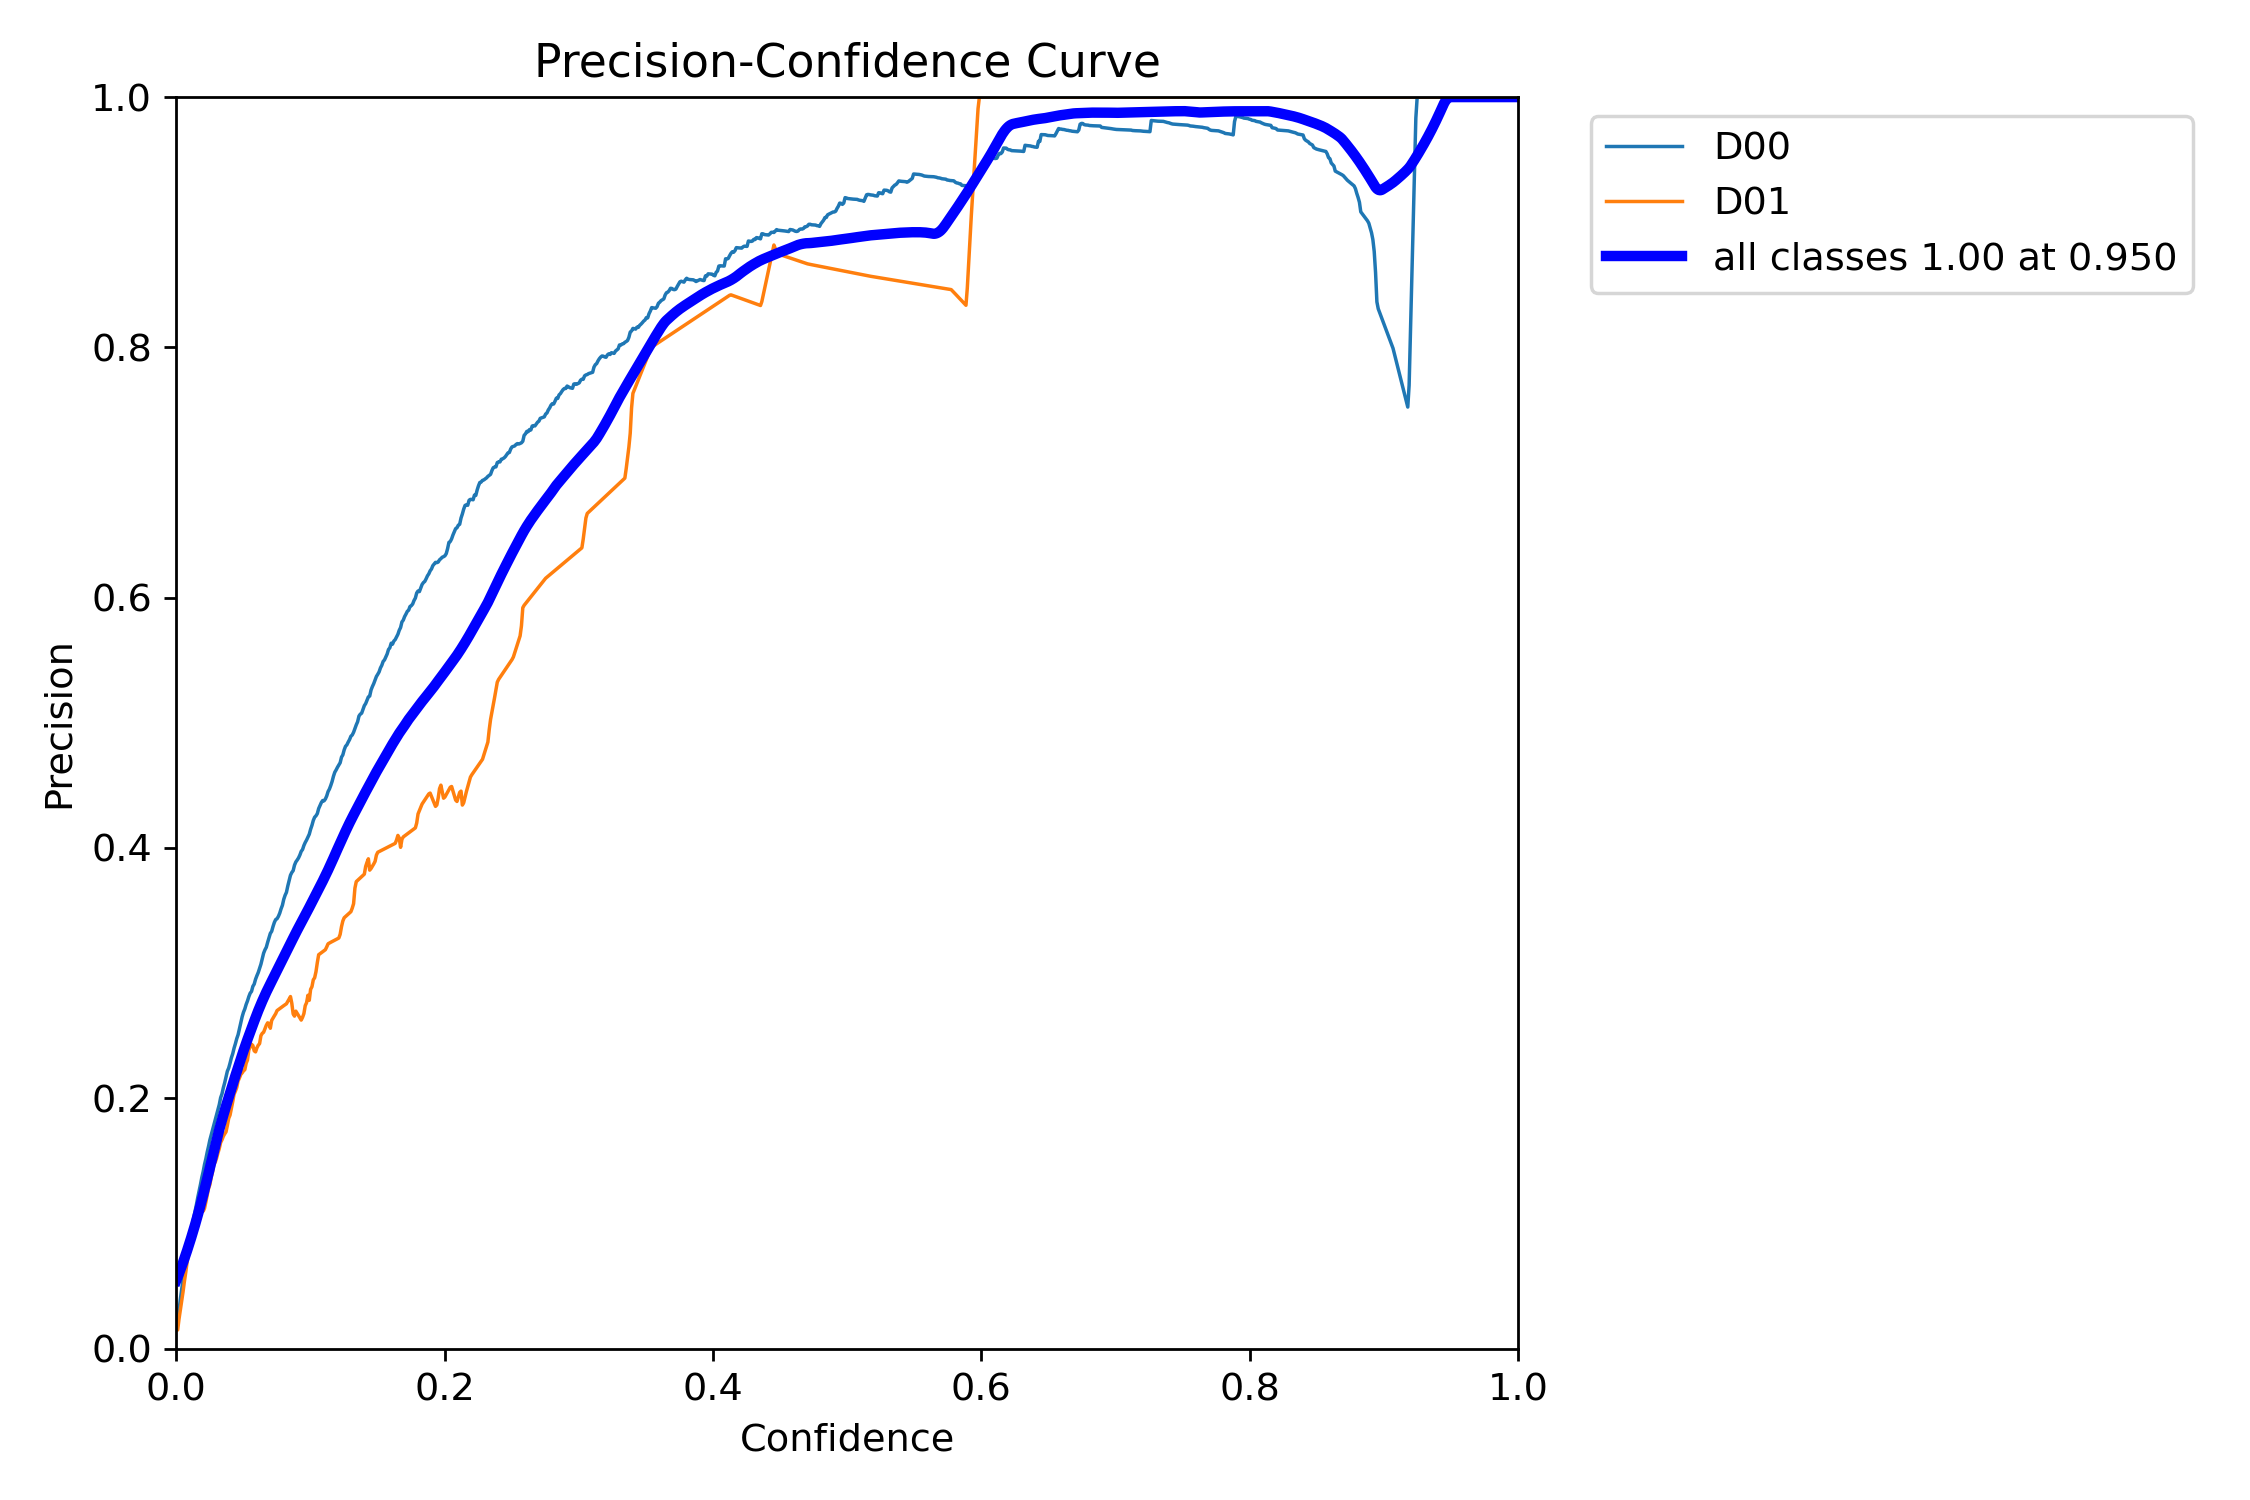 Precision-Confidence Curve
1.0
0.8
0.6
0.4
0.2
0.0
Precision
0.0 0.2 0.4 0.6 0.8 1.0
Confidence
D00
D01
all classes 1.00 at 0.950